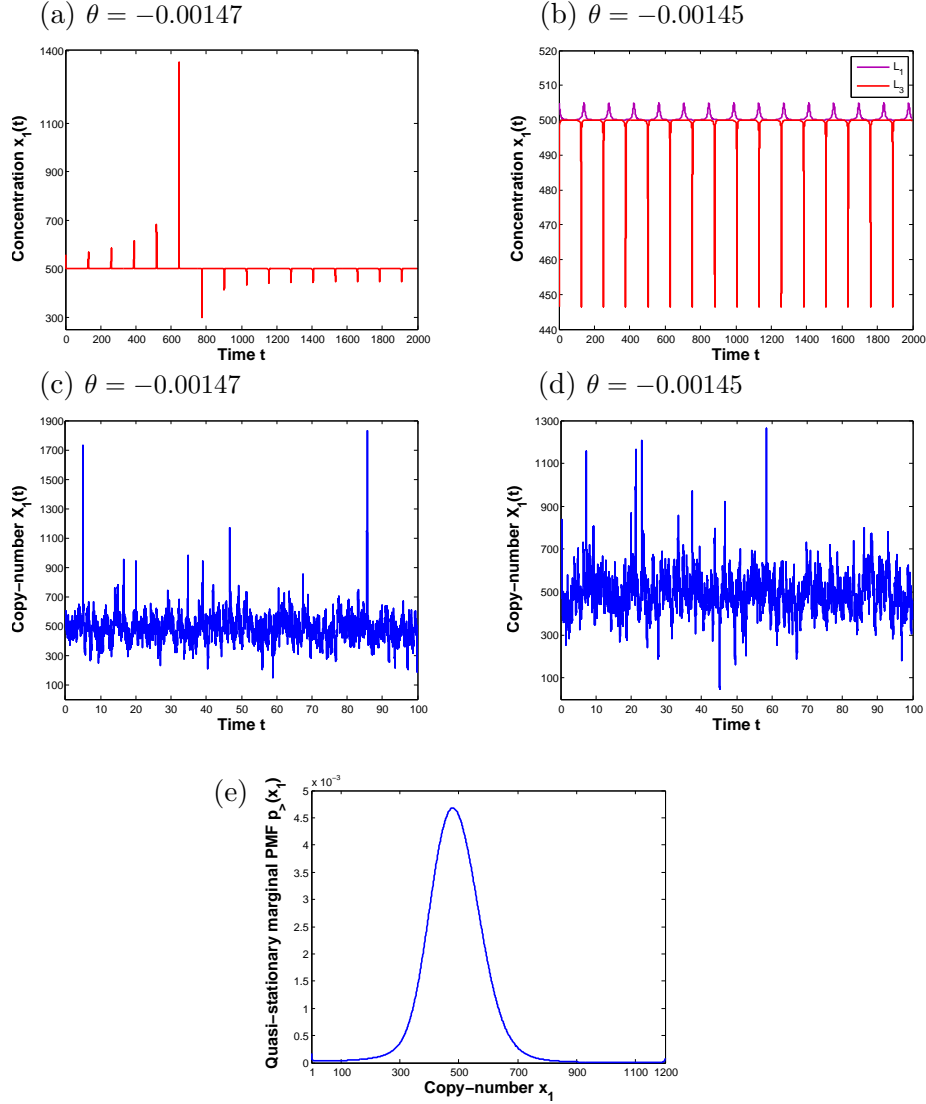 (a) θ = −0.00147
Concentration x₁(t)
1400
1100
900
700
500
300
0 200 400 600 800 1000 1200 1400 1600 1800 2000
Time t
(b) θ = −0.00145
Concentration x₁(t)
520
510
500
490
480
470
460
450
440
L₁
L₃
0 200 400 600 800 1000 1200 1400 1600 1800 2000
Time t
(c) θ = −0.00147
Copy−number X₁(t)
1900
1700
1500
1300
1100
900
700
500
300
100
0 10 20 30 40 50 60 70 80 90 100
Time t
(d) θ = −0.00145
Copy−number X₁(t)
1300
1100
900
700
500
300
100
0 10 20 30 40 50 60 70 80 90 100
Time t
(e)
Quasi−stationary marginal PMF p_>(x₁)
x 10⁻³
5
4.5
4
3.5
3
2.5
2
1.5
1
0.5
0
1 100 300 500 700 900 1100 1200
Copy−number x₁